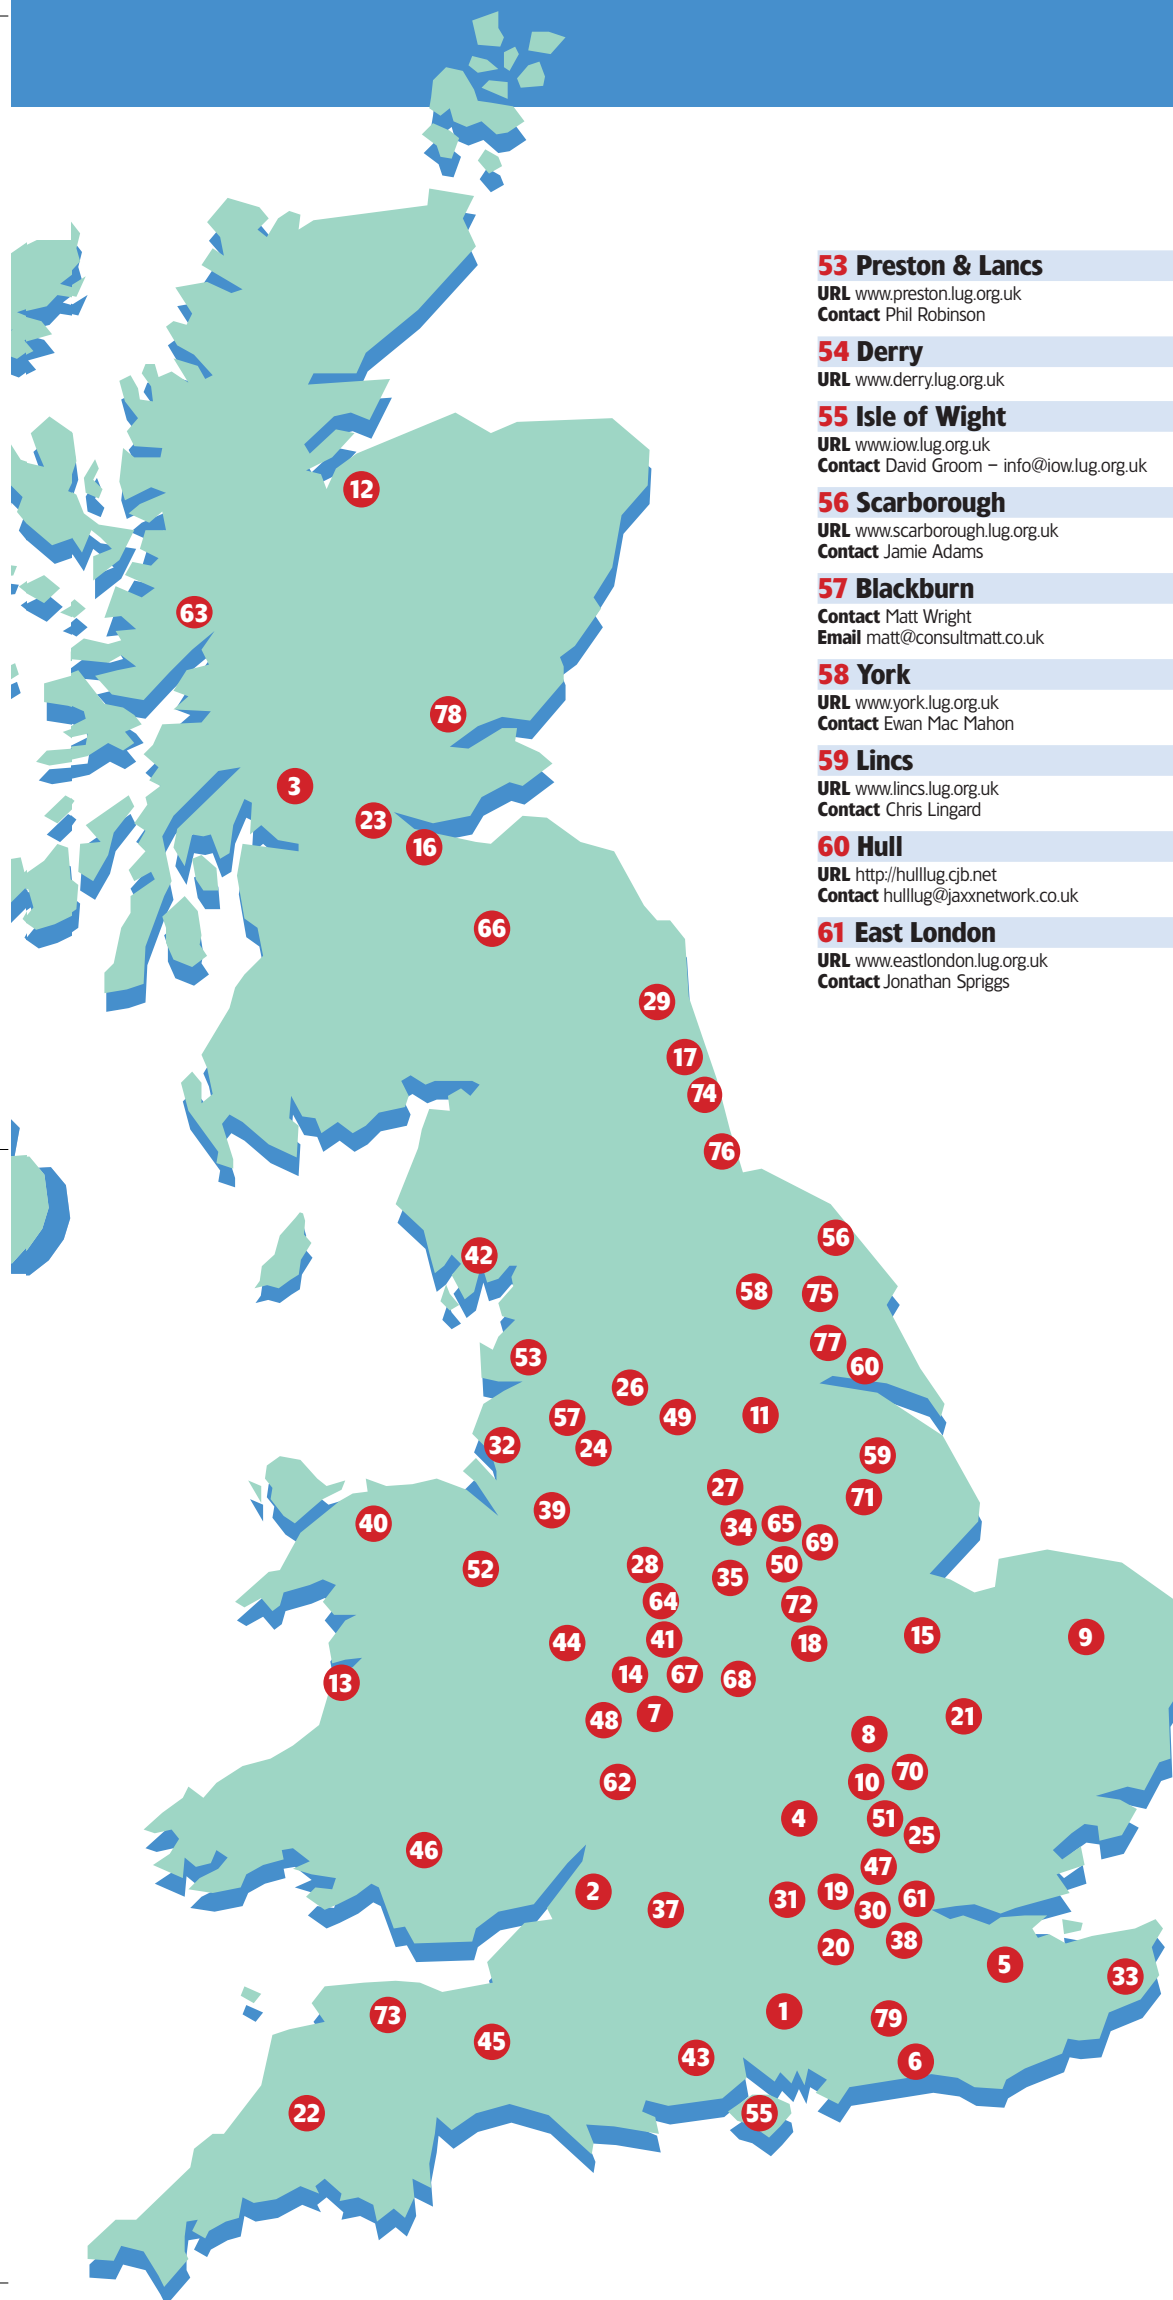 53 Preston & Lancs
URL www.preston.lug.org.uk
Contact Phil Robinson
54 Derry
URL www.derry.lug.org.uk
55 Isle of Wight
URL www.iow.lug.org.uk
Contact David Groom – info@iow.lug.org.uk
56 Scarborough
URL www.scarborough.lug.org.uk
Contact Jamie Adams
57 Blackburn
Contact Matt Wright
Email matt@consultmatt.co.uk
58 York
URL www.york.lug.org.uk
Contact Ewan Mac Mahon
59 Lincs
URL www.lincs.lug.org.uk
Contact Chris Lingard
60 Hull
URL http://hulllug.cjb.net
Contact hulllug@jaxxnetwork.co.uk
61 East London
URL www.eastlondon.lug.org.uk
Contact Jonathan Spriggs
12
63
78
3
23
16
66
29
17
74
76
56
42
58
75
77
53
60
26
57
49
11
32
24
59
27
71
39
40
34
65
69
52
28
50
35
64
72
44
41
18
15
9
13
14
67
68
48
7
21
8
62
10
70
4
51
25
46
47
2
37
31
19
30
61
20
38
5
33
73
1
79
45
43
6
22
55